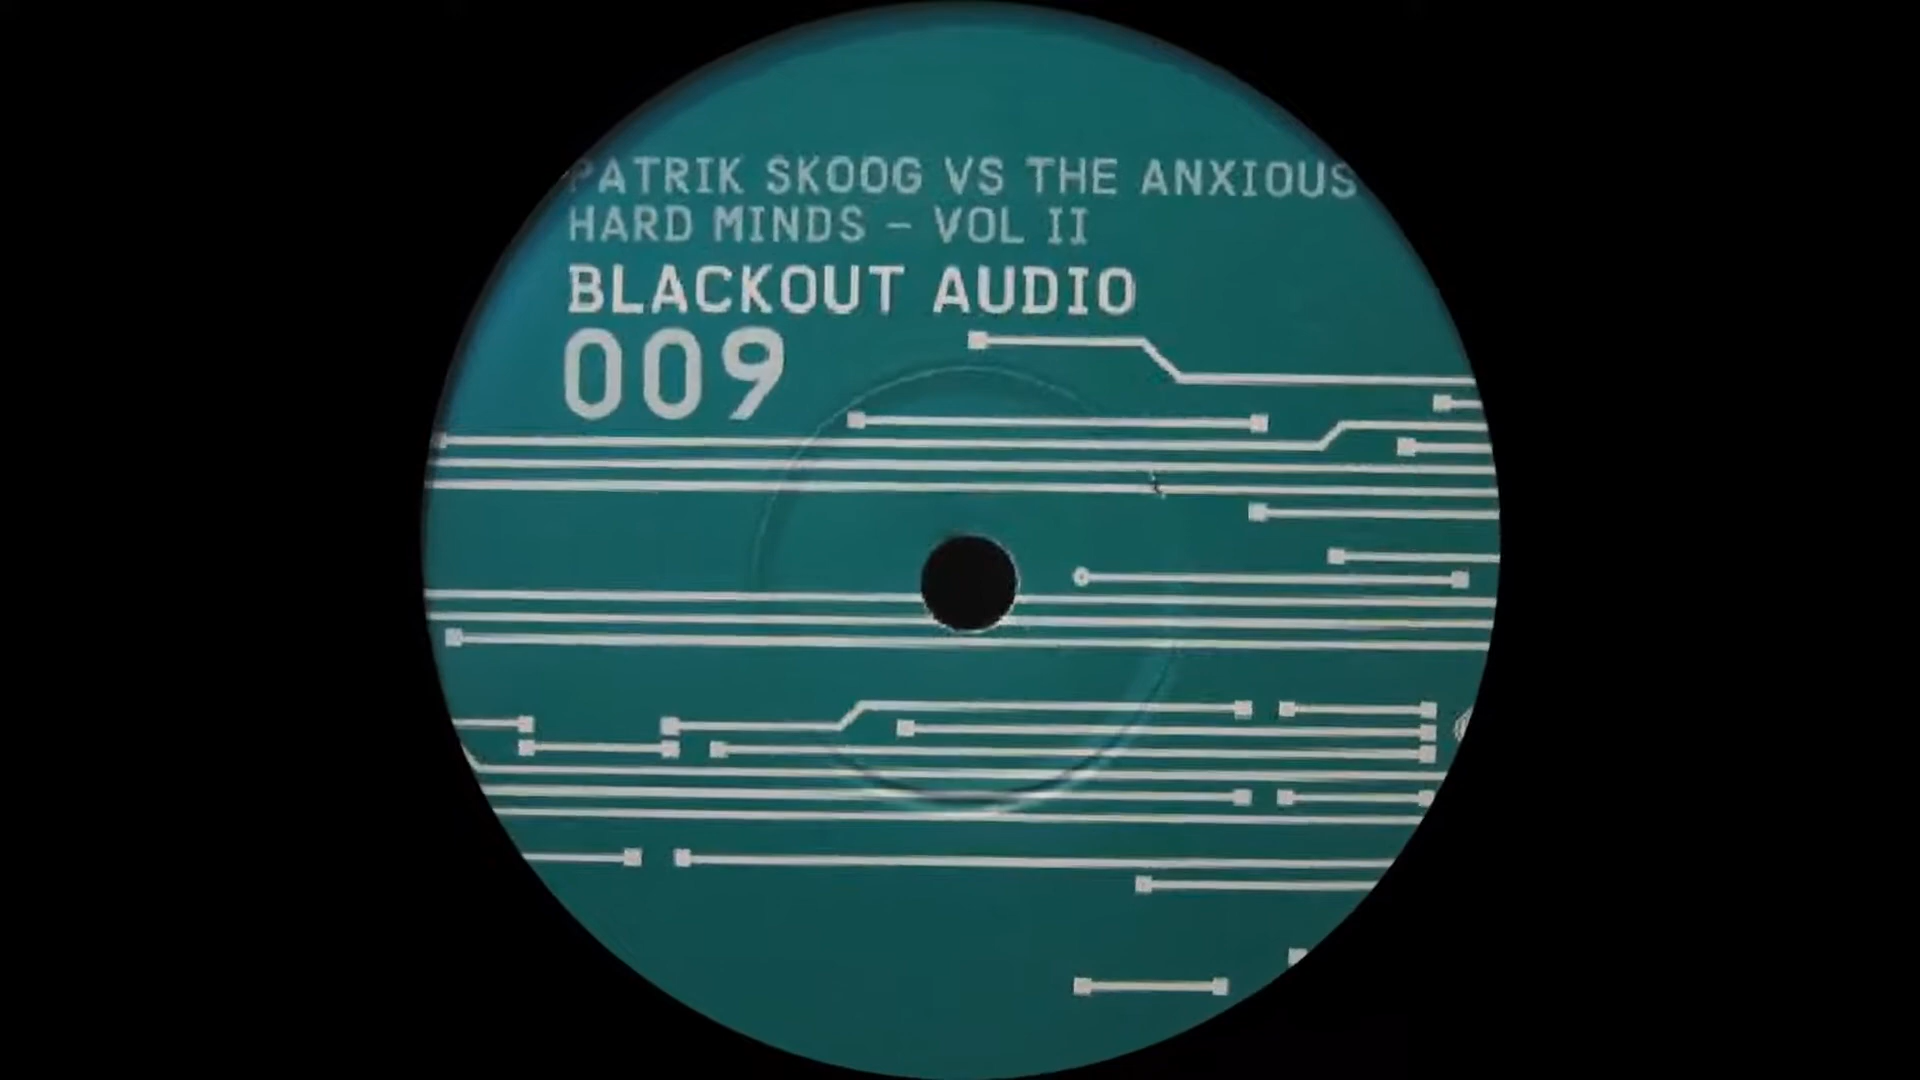 PATRIK SKOOG VS THE ANXIOUS
HARD MINDS – VOL II
BLACKOUT AUDIO
009